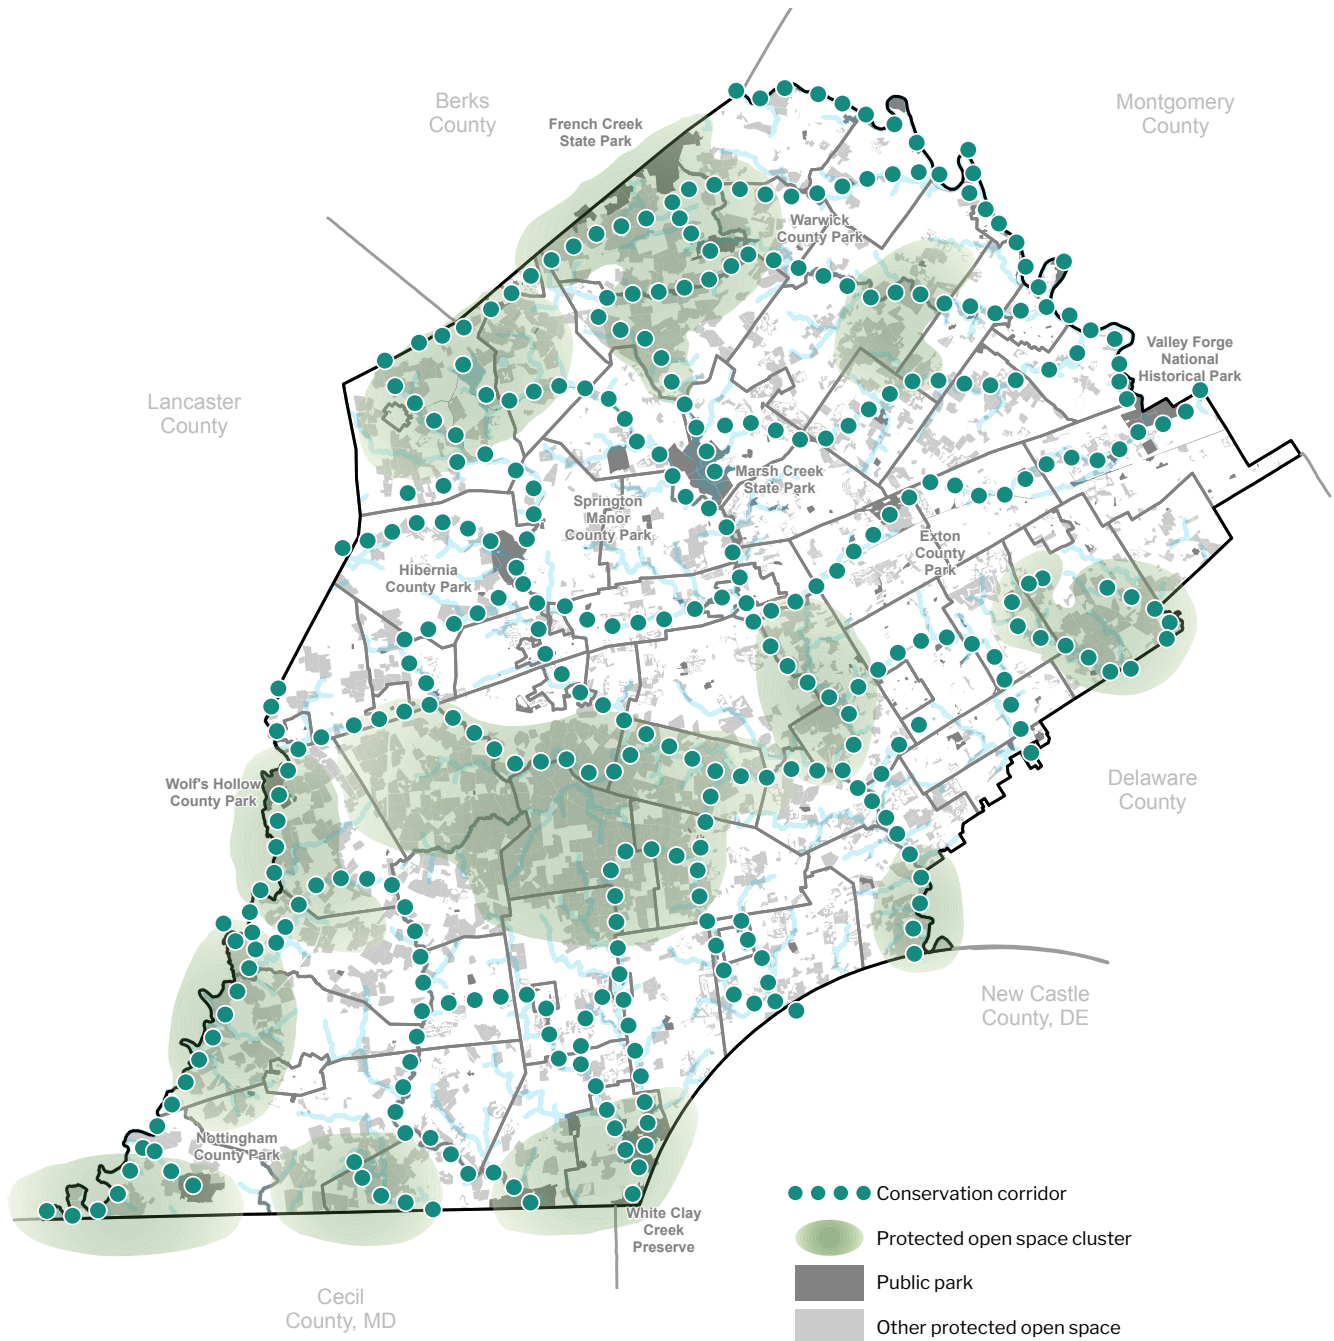 Berks
County
Montgomery
County
French Creek
State Park
Warwick
County Park
Valley Forge
National
Historical Park
Lancaster
County
Marsh Creek
State Park
Springton
Manor
County Park
Exton
County
Park
Hibernia
County Park
Wolf's Hollow
County Park
Delaware
County
New Castle
County, DE
Nottingham
County Park
White Clay
Creek
Preserve
Cecil
County, MD
Conservation corridor
Protected open space cluster
Public park
Other protected open space